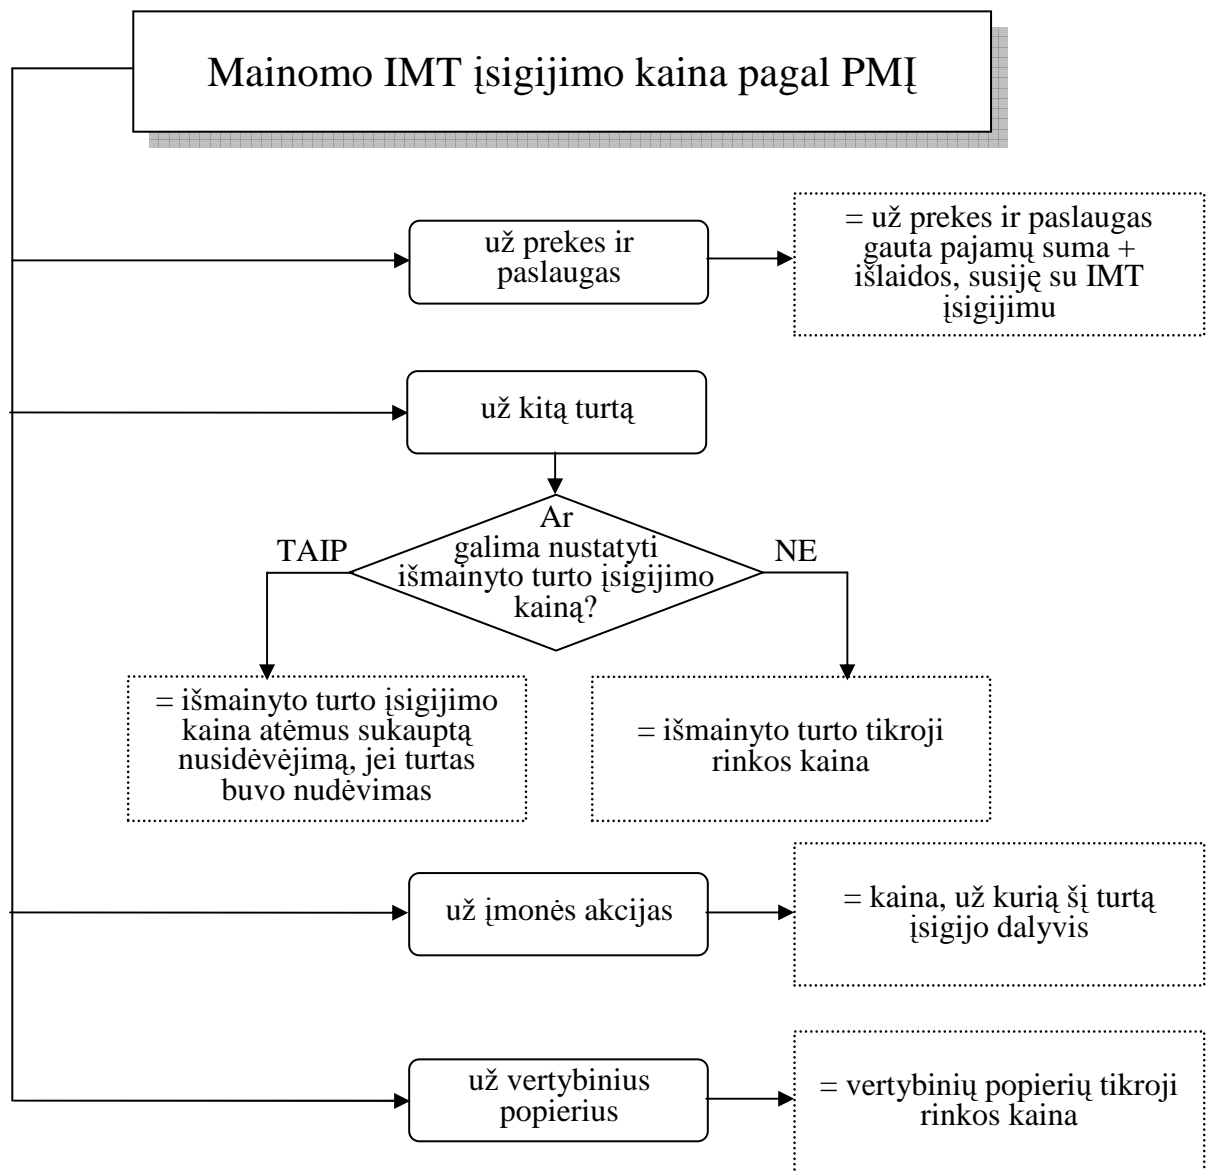 Mainomo IMT įsigijimo kaina pagal PMĮ
už prekes ir
paslaugas
= už prekes ir paslaugas
gauta pajamų suma +
išlaidos, susiję su IMT
įsigijimu
už kitą turtą
Ar
galima nustatyti
išmainyto turto įsigijimo
kainą?
TAIP
NE
= išmainyto turto įsigijimo
kaina atėmus sukauptą
nusidėvėjimą, jei turtas
buvo nudėvimas
= išmainyto turto tikroji
rinkos kaina
už įmonės akcijas
= kaina, už kurią šį turtą
įsigijo dalyvis
už vertybinius
popierius
= vertybinių popierių tikroji
rinkos kaina